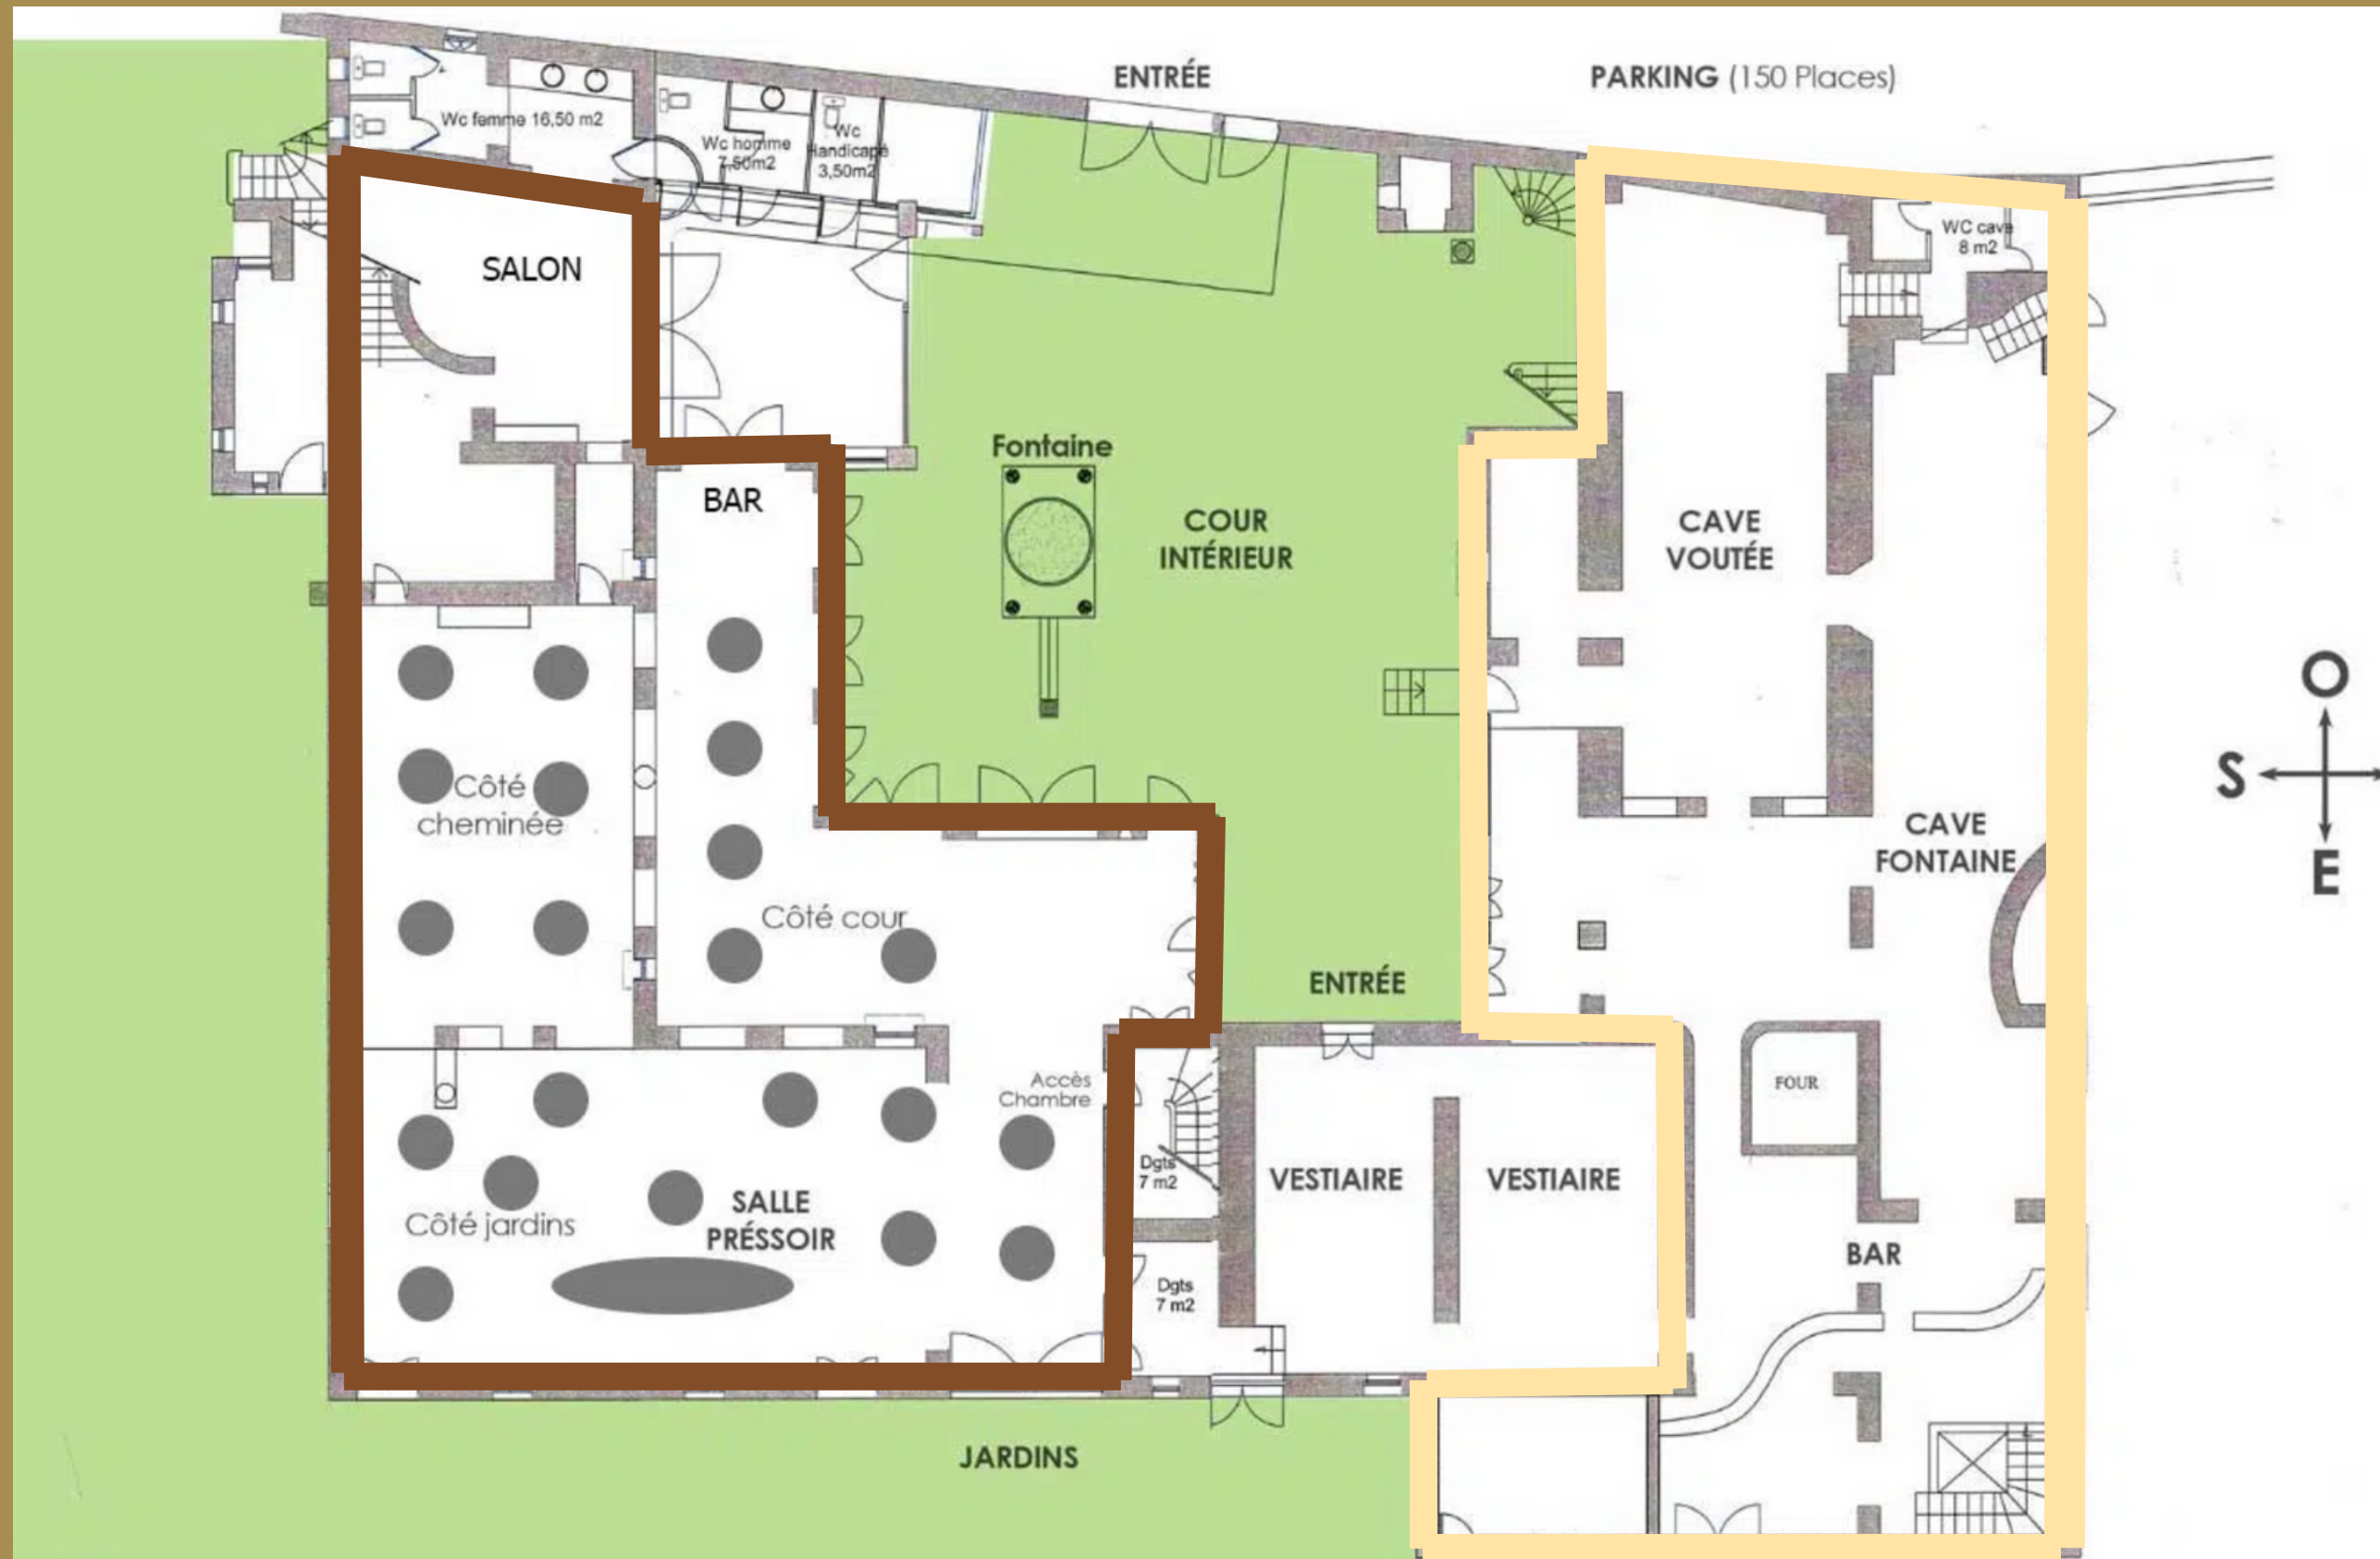 ENTRÉE
PARKING (150 Places)
Wc femme 16,50 m2
Wc homme
7,50m2
Wc
Handicapé
3,50m2
WC cave
8 m2
SALON
Fontaine
BAR
COUR
INTÉRIEUR
CAVE
VOUTÉE
O
S
E
Côté
cheminée
CAVE
FONTAINE
Côté cour
ENTRÉE
Accès
Chambre
FOUR
Dgts
7 m2
VESTIAIRE
VESTIAIRE
SALLE
PRÉSSOIR
Côté jardins
BAR
Dgts
7 m2
JARDINS